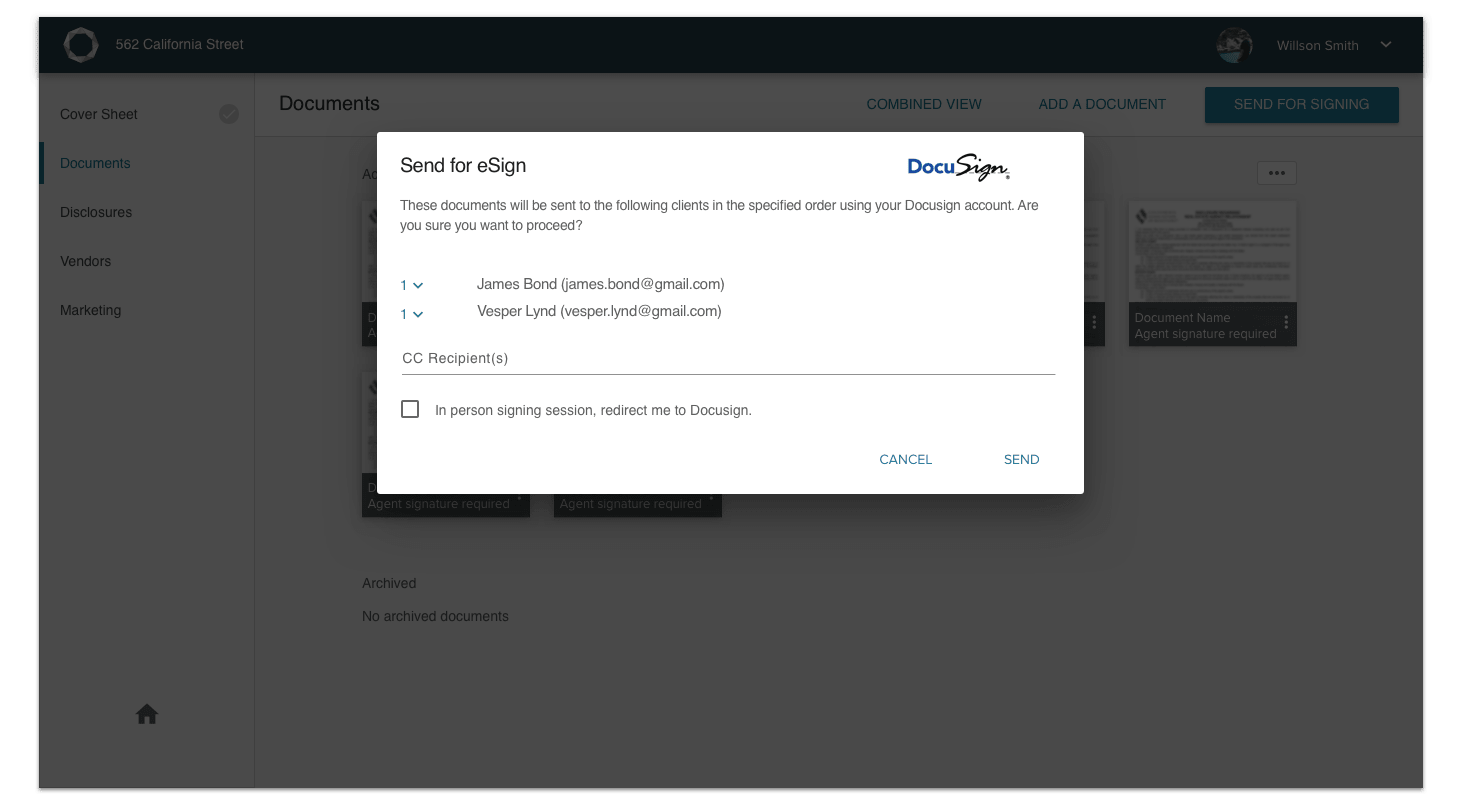 562 California Street
Willson Smith
Cover Sheet
Documents
Disclosures
Vendors
Marketing
Documents
COMBINED VIEW
ADD A DOCUMENT
SEND FOR SIGNING
Send for eSign
DocuSign
These documents will be sent to the following clients in the specified order using your Docusign account. Are
you sure you want to proceed?
1
James Bond (james.bond@gmail.com)
1
Vesper Lynd (vesper.lynd@gmail.com)
CC Recipient(s)
In person signing session, redirect me to Docusign.
CANCEL
SEND
Document Name
Agent signature required
Agent signature required
Agent signature required
Archived
No archived documents